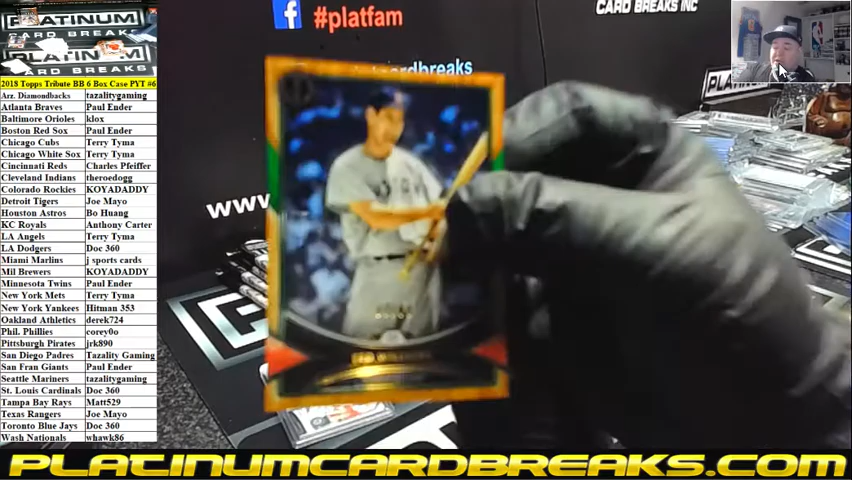 PLATINUM
CARD BREAKS
CARD BREAKS
#platfam
CARD BREAKS INC
cardbreaks
www
PLATINUM
2018 Topps Tribute BB 6 Box Case PYT #6
Arz. Diamondbacks tazalitygaming
Atlanta Braves Paul Ender
Baltimore Orioles klox
Boston Red Sox Paul Ender
Chicago Cubs Terry Tyma
Chicago White Sox Terry Tyma
Cincinnati Reds Charles Pfeiffer
Cleveland Indians theroedogg
Colorado Rockies KOYADADDY
Detroit Tigers Joe Mayo
Houston Astros Bo Huang
KC Royals Anthony Carter
LA Angels Terry Tyma
LA Dodgers Doc 360
Miami Marlins j sports cards
Mil Brewers KOYADADDY
Minnesota Twins Paul Ender
New York Mets Terry Tyma
New York Yankees Hitman 353
Oakland Athletics derek724
Phil. Phillies corey0o
Pittsburgh Pirates jrk890
San Diego Padres Tazality Gaming
San Fran Giants Paul Ender
Seattle Mariners tazalitygaming
St. Louis Cardinals Doc 360
Tampa Bay Rays Matt529
Texas Rangers Joe Mayo
Toronto Blue Jays Doc 360
Wash Nationals whawk86
PLATINUMCARDBREAKS.COM